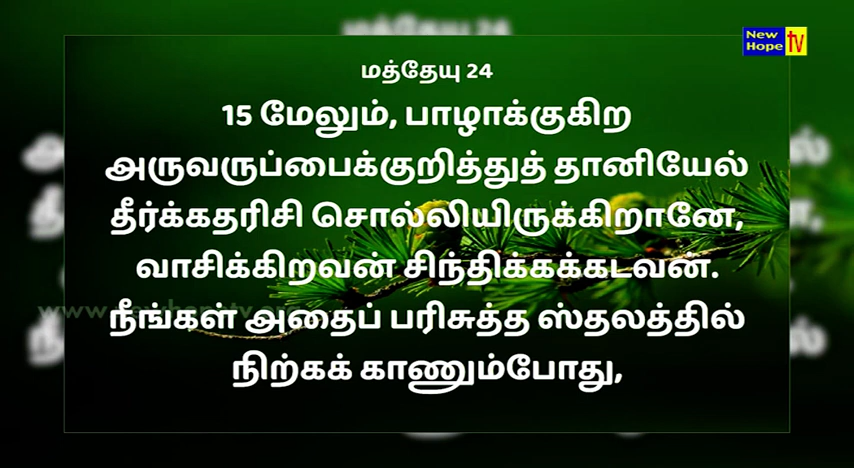 New Hope tv
மத்தேயு 24
15 மேலும், பாழாக்குகிற
அருவருப்பைக்குறித்துத் தானியேல்
தீர்க்கதரிசி சொல்லியிருக்கிறானே,
வாசிக்கிறவன் சிந்திக்கக்கடவன்.
நீங்கள் அதைப் பரிசுத்த ஸ்தலத்தில்
நிற்கக் காணும்போது,